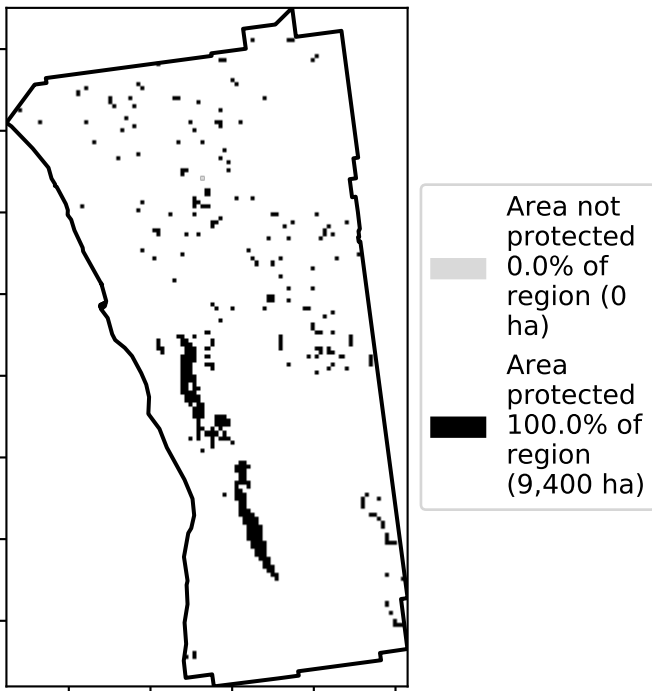 Area not
protected
0.0% of
region (0
ha)
Area
protected
100.0% of
region
(9,400 ha)